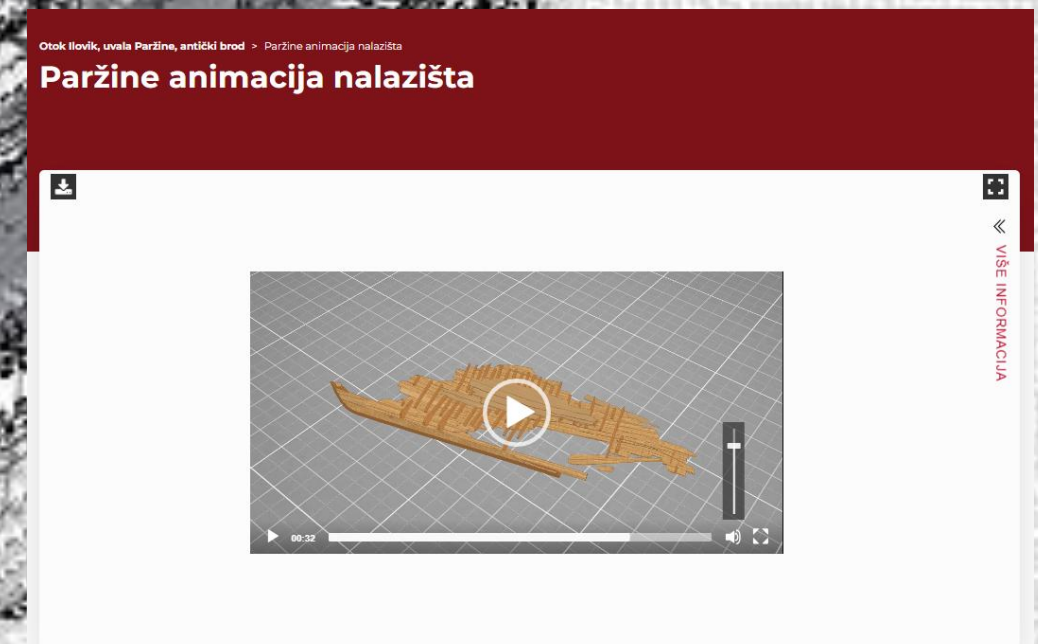 Otok Ilovik, uvala Paržine, antički brod > Paržine animacija nalazišta
Paržine animacija nalazišta
VIŠE INFORMACIJA
00:32